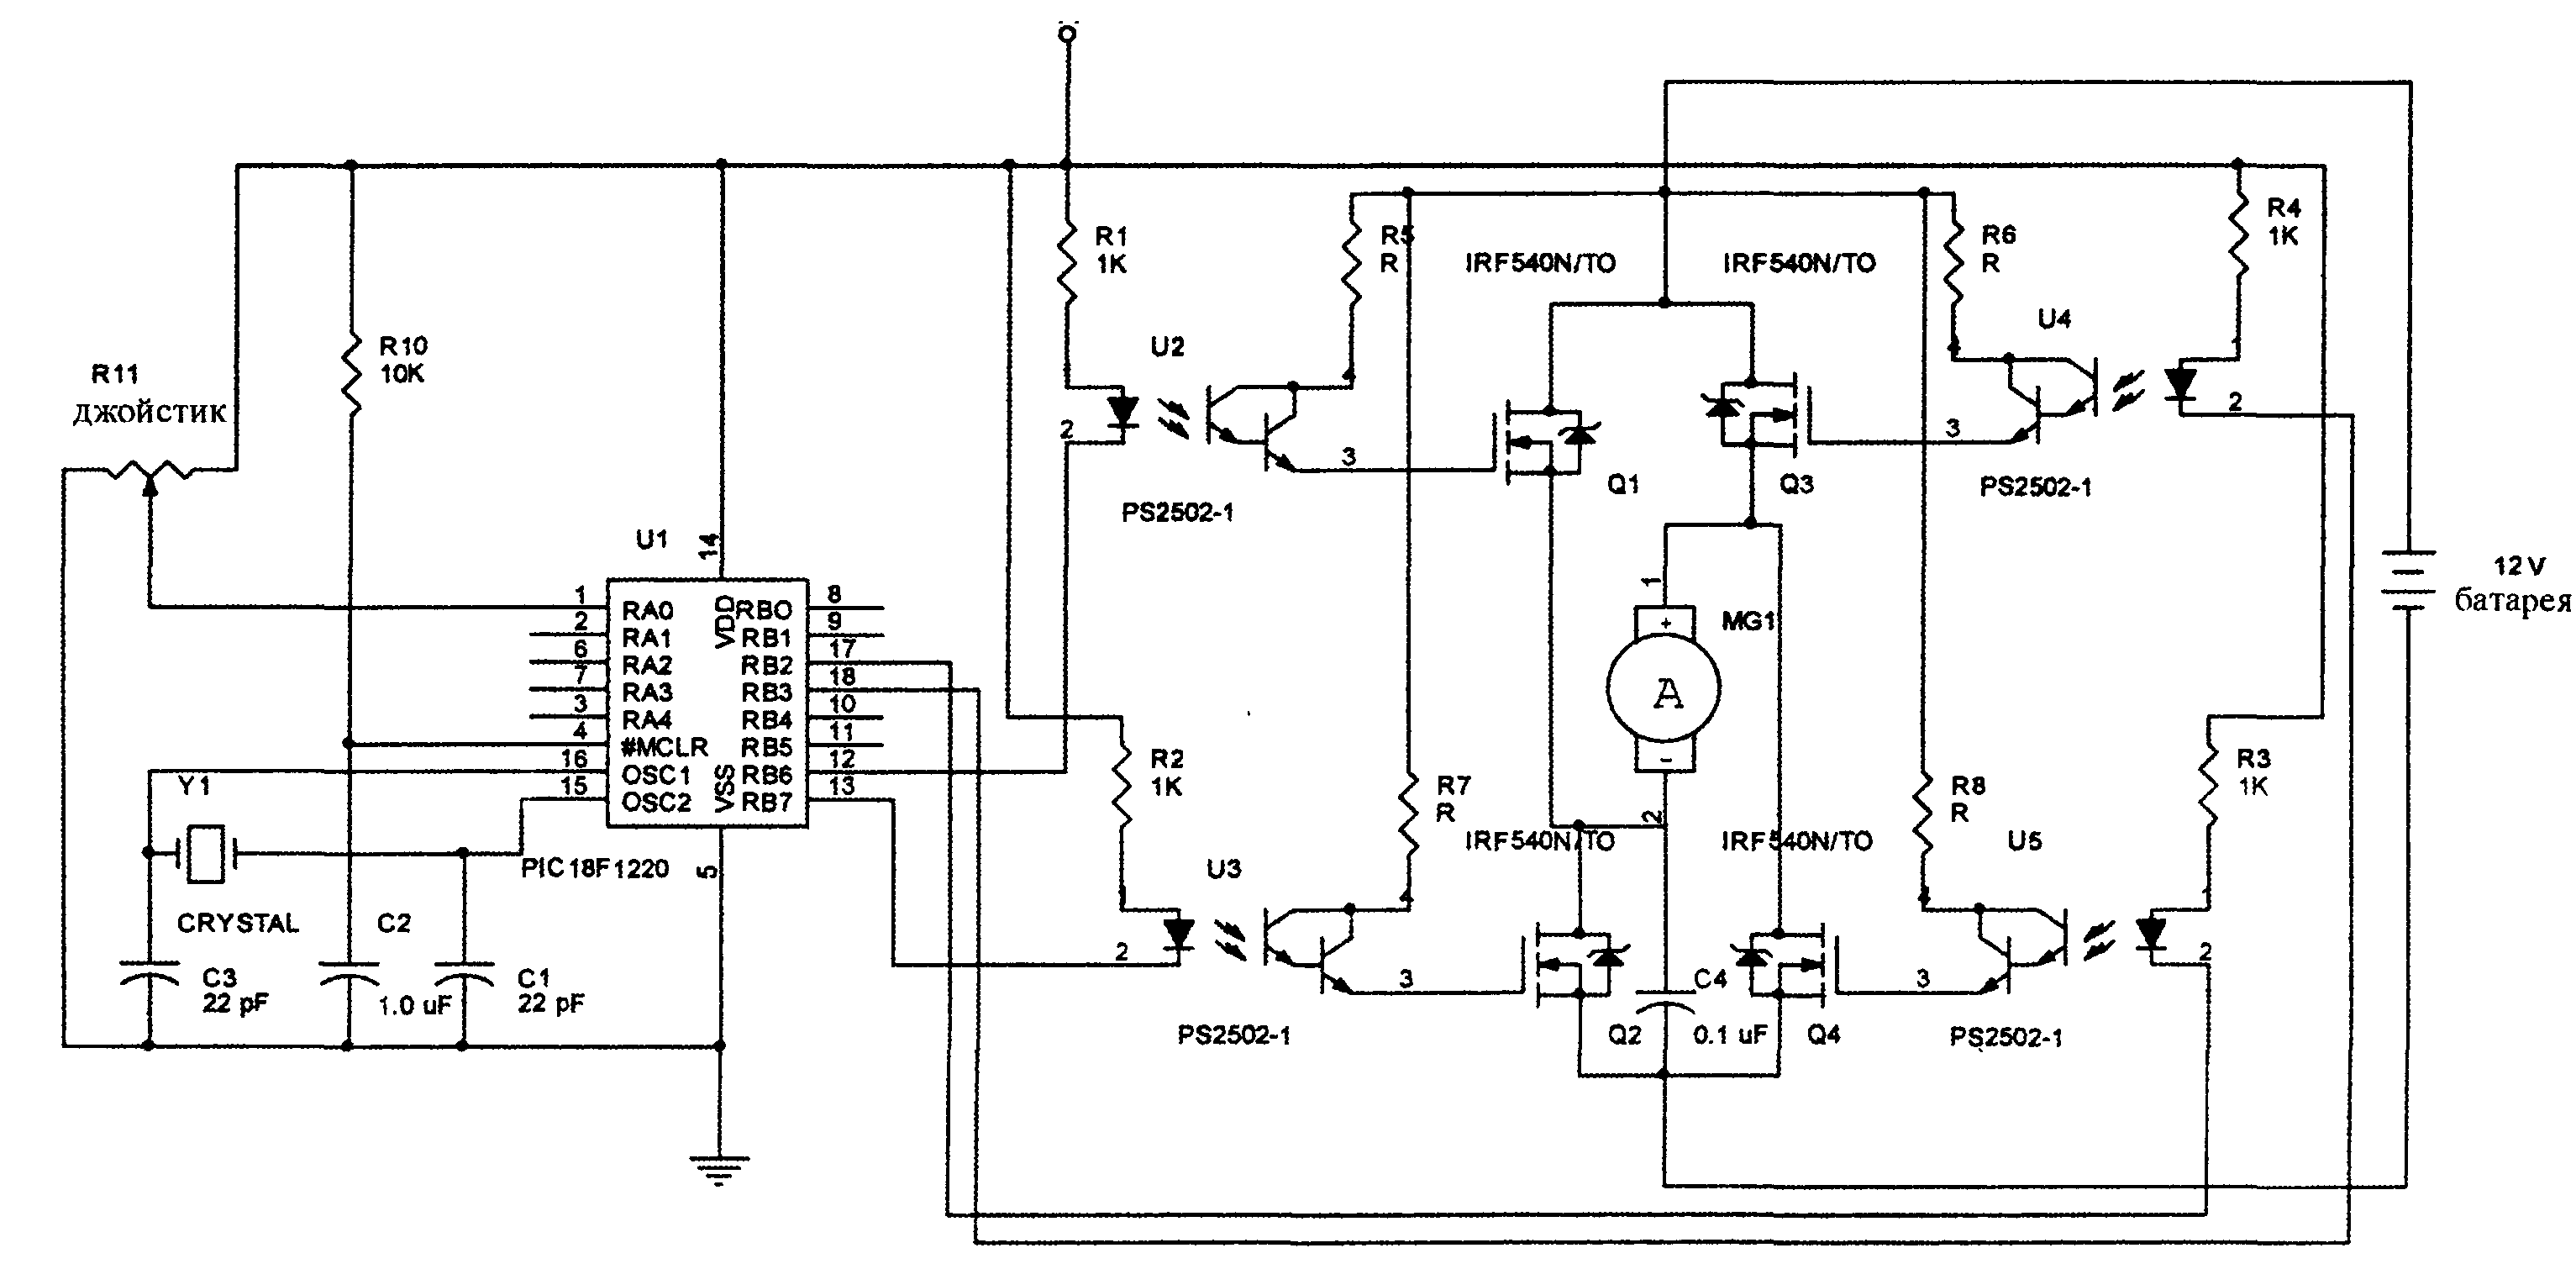 R1
1K
R5
R
IRF540N/TO
IRF540N/TO
R6
R
R4
1K
U2
U4
R10
10K
R11
джойстик
4
4
1
2
2
3
3
PS2502-1
Q1
Q3
PS2502-1
U1
14
12V
батарея
1
MG1
+
A
-
2
1
2
6
7
3
4
16
15
RA0
RA1
RA2
RA3
RA4
#MCLR
OSC1
OSC2
VDD
VSS
RB0
RB1
RB2
RB3
RB4
RB5
RB6
RB7
8
9
17
18
10
11
12
13
5
PIC18F1220
Y1
CRYSTAL
R2
1K
R7
R
R8
R
R3
1K
IRF540N/TO
IRF540N/TO
U3
U5
1
4
4
1
2
2
3
3
C3
22 pF
C2
1.0 uF
C1
22 pF
PS2502-1
Q2
C4
0.1 uF
Q4
PS2502-1